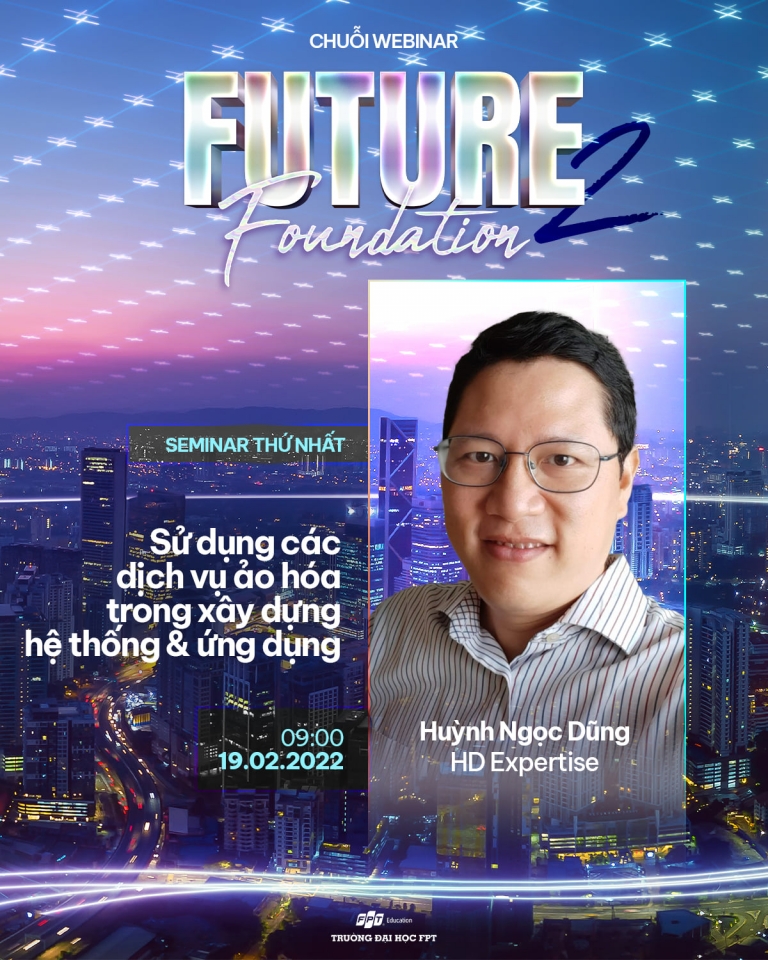 CHUỖI WEBINAR
FUTURE
Foundation 2
SEMINAR THỨ NHẤT
Sử dụng các
dịch vụ ảo hóa
trong xây dựng
hệ thống & ứng dụng
09:00
19.02.2022
Huỳnh Ngọc Dũng
HD Expertise
FPT Education
TRƯỜNG ĐẠI HỌC FPT